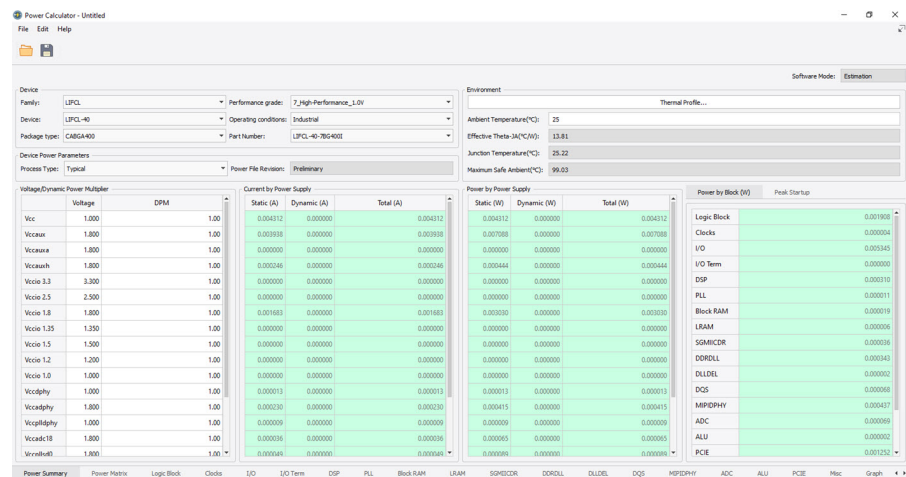 Power Calculator - Untitled
File Edit Help
Software Mode: Estimation
Device
Family: LIFCL Performance grade: 7_High-Performance_1.0V
Device: LIFCL-40 Operating conditions: Industrial
Package type: CABGA400 Part Number: LIFCL-40-7BG400I
Environment
Thermal Profile...
Ambient Temperature(°C): 25
Effective Theta-JA(°C/W): 13.81
Junction Temperature(°C): 25.22
Maximum Safe Ambient(°C): 99.03
Device Power Parameters
Process Type: Typical Power File Revision: Preliminary
Voltage/Dynamic Power Multiplier
Voltage DPM
Vcc 1.000 1.00
Vccaux 1.800 1.00
Vccauxa 1.800 1.00
Vccauxh 1.800 1.00
Vccio 3.3 3.300 1.00
Vccio 2.5 2.500 1.00
Vccio 1.8 1.800 1.00
Vccio 1.35 1.350 1.00
Vccio 1.5 1.500 1.00
Vccio 1.2 1.200 1.00
Vccio 1.0 1.000 1.00
Vccdphy 1.000 1.00
Vccadphy 1.800 1.00
Vccplldphy 1.000 1.00
Vccadc18 1.800 1.00
Vccpllsd0 1.800 1.00
Current by Power Supply
Static (A) Dynamic (A) Total (A)
0.004312 0.000000 0.004312
0.003938 0.000000 0.003938
0.000000 0.000000 0.000000
0.000246 0.000000 0.000246
0.000000 0.000000 0.000000
0.000000 0.000000 0.000000
0.001683 0.000000 0.001683
0.000000 0.000000 0.000000
0.000000 0.000000 0.000000
0.000000 0.000000 0.000000
0.000000 0.000000 0.000000
0.000013 0.000000 0.000013
0.000230 0.000000 0.000230
0.000009 0.000000 0.000009
0.000036 0.000000 0.000036
0.000049 0.000000 0.000049
Power by Power Supply
Static (W) Dynamic (W) Total (W)
0.004312 0.000000 0.004312
0.007088 0.000000 0.007088
0.000000 0.000000 0.000000
0.000444 0.000000 0.000444
0.000000 0.000000 0.000000
0.000000 0.000000 0.000000
0.003030 0.000000 0.003030
0.000000 0.000000 0.000000
0.000000 0.000000 0.000000
0.000000 0.000000 0.000000
0.000000 0.000000 0.000000
0.000013 0.000000 0.000013
0.000415 0.000000 0.000415
0.000009 0.000000 0.000009
0.000065 0.000000 0.000065
0.000089 0.000000 0.000089
Power by Block (W) Peak Startup
Logic Block 0.001908
Clocks 0.000004
I/O 0.005345
I/O Term 0.000000
DSP 0.000310
PLL 0.000011
Block RAM 0.000019
LRAM 0.000006
SGMIICDR 0.000036
DDRDLL 0.000343
DLLDEL 0.000002
DQS 0.000068
MIPIDPHY 0.000437
ADC 0.000069
ALU 0.000002
PCIE 0.001252
Power Summary Power Matrix Logic Block Clocks I/O I/O Term DSP PLL Block RAM LRAM SGMIICDR DDRDLL DLLDEL DQS MIPIDPHY ADC ALU PCIE Misc Graph